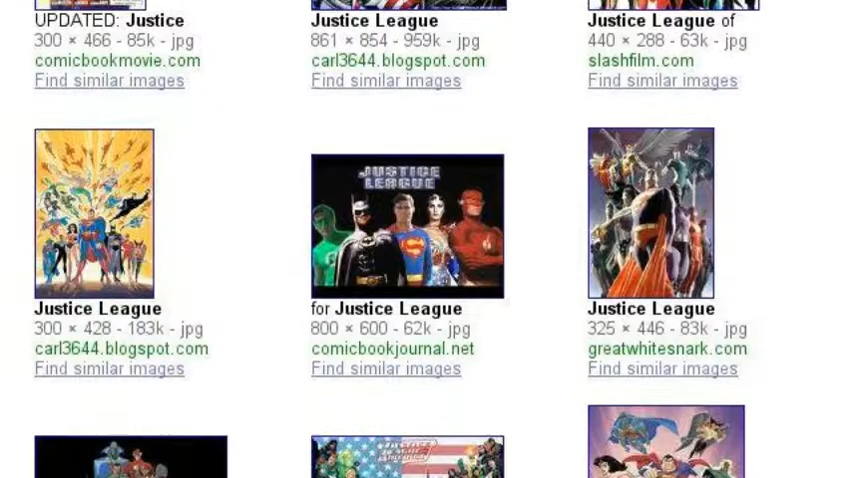 UPDATED: Justice
300 × 466 - 85k - jpg
comicbookmovie.com
Find similar images
Justice League
861 × 854 - 959k - jpg
carl3644.blogspot.com
Find similar images
Justice League of
440 × 288 - 63k - jpg
slashfilm.com
Find similar images
Justice League
300 × 428 - 183k - jpg
carl3644.blogspot.com
Find similar images
JUSTICE
LEAGUE
for Justice League
800 × 600 - 62k - jpg
comicbookjournal.net
Find similar images
Justice League
325 × 446 - 83k - jpg
greatwhitesnark.com
Find similar images